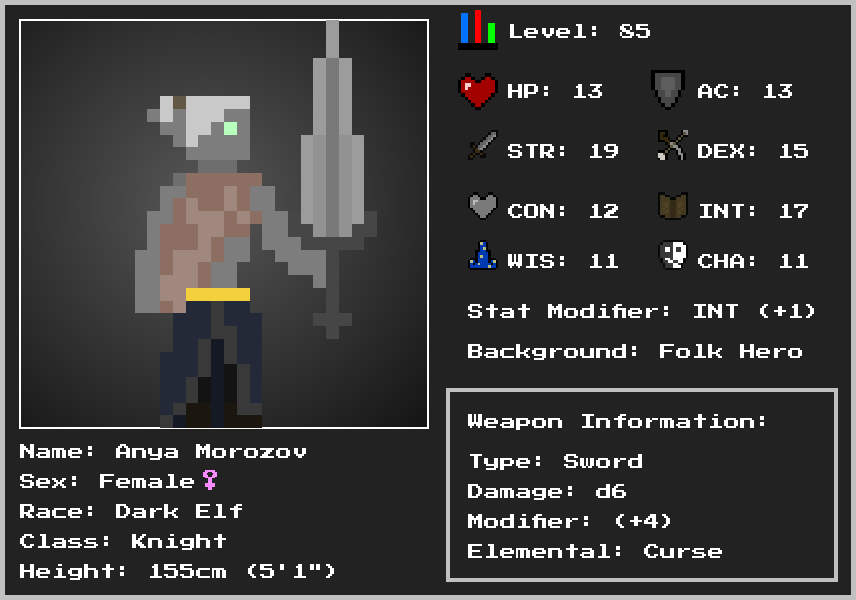 Level: 85
HP: 13
AC: 13
STR: 19
DEX: 15
CON: 12
INT: 17
WIS: 11
CHA: 11
Stat Modifier: INT (+1)
Background: Folk Hero
Weapon Information:
Type: Sword
Damage: d6
Modifier: (+4)
Elemental: Curse
Name: Anya Morozov
Sex: Female♀
Race: Dark Elf
Class: Knight
Height: 155cm (5'1")